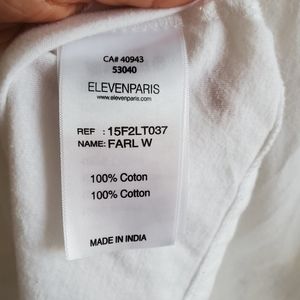 CA# 40943
53040
ELEVENPARIS
www.elevenparis.com
REF : 15F2LT037
NAME: FARL W
100% Coton
100% Cotton
MADE IN INDIA